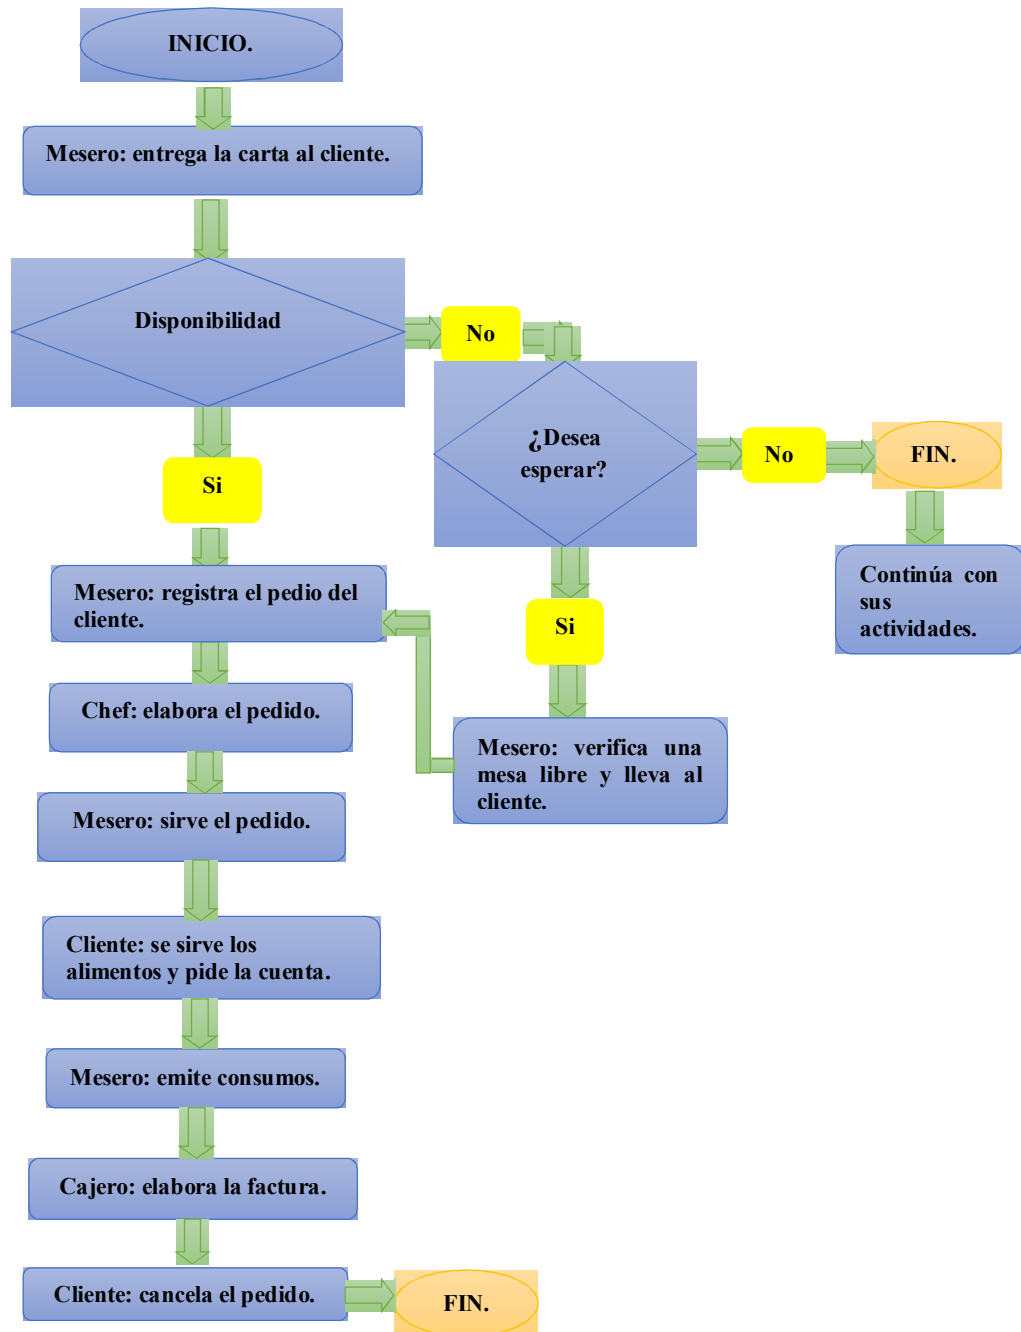 INICIO.
Mesero: entrega la carta al cliente.
Disponibilidad
No
¿Desea
esperar?
No
FIN.
Continúa con
sus
actividades.
Si
Si
Mesero: registra el pedio del
cliente.
Mesero: verifica una
mesa libre y lleva al
cliente.
Chef: elabora el pedido.
Mesero: sirve el pedido.
Cliente: se sirve los
alimentos y pide la cuenta.
Mesero: emite consumos.
Cajero: elabora la factura.
Cliente: cancela el pedido.
FIN.